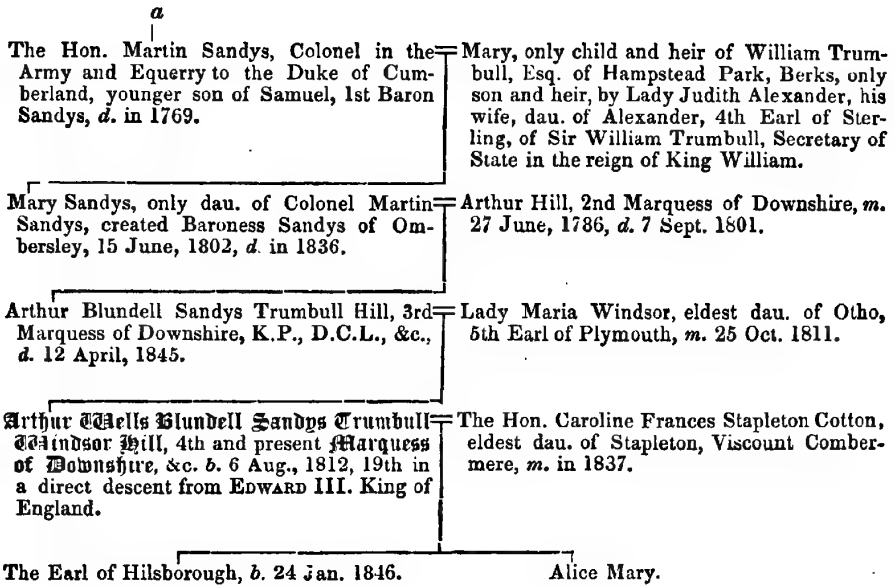 a
The Hon. Martin Sandys, Colonel in the
Army and Equerry to the Duke of Cum-
berland, younger son of Samuel, 1st Baron
Sandys, d. in 1769.
Mary, only child and heir of William Trum-
bull, Esq. of Hampstead Park, Berks, only
son and heir, by Lady Judith Alexander, his
wife, dau. of Alexander, 4th Earl of Ster-
ling, of Sir William Trumbull, Secretary of
State in the reign of King William.
Mary Sandys, only dau. of Colonel Martin
Sandys, created Baroness Sandys of Om-
bersley, 15 June, 1802, d. in 1836.
Arthur Hill, 2nd Marquess of Downshire, m.
27 June, 1786, d. 7 Sept. 1801.
Arthur Blundell Sandys Trumbull Hill, 3rd
Marquess of Downshire, K.P., D.C.L., &c.,
d. 12 April, 1845.
Lady Maria Windsor, eldest dau. of Otho,
5th Earl of Plymouth, m. 25 Oct. 1811.
Arthur Wells Blundell Sandys Trumbull
Windsor Hill, 4th and present Marquess
of Downshire, &c. b. 6 Aug., 1812, 19th in
a direct descent from EDWARD III. King of
England.
The Hon. Caroline Frances Stapleton Cotton,
eldest dau. of Stapleton, Viscount Comber-
mere, m. in 1837.
The Earl of Hilsborough, b. 24 Jan. 1846.
Alice Mary.